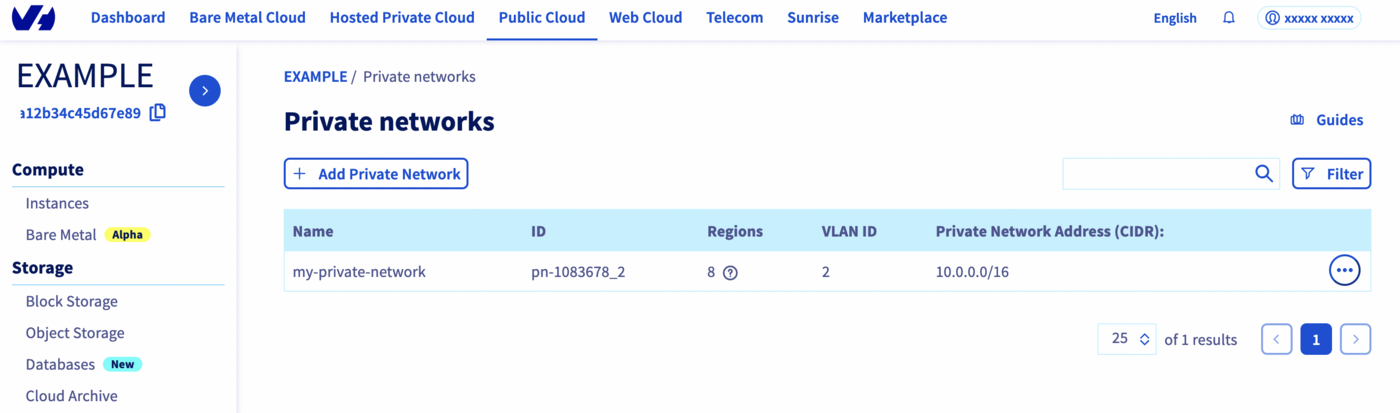 Dashboard Bare Metal Cloud Hosted Private Cloud Public Cloud Web Cloud Telecom Sunrise Marketplace English xxxxx xxxxx
EXAMPLE
a12b34c45d67e89
Compute
Instances
Bare Metal Alpha
Storage
Block Storage
Object Storage
Databases New
Cloud Archive
EXAMPLE / Private networks
Private networks
Guides
+ Add Private Network
Filter
Name ID Regions VLAN ID Private Network Address (CIDR):
my-private-network pn-1083678_2 8 ? 2 10.0.0.0/16 ...
25 of 1 results < 1 >